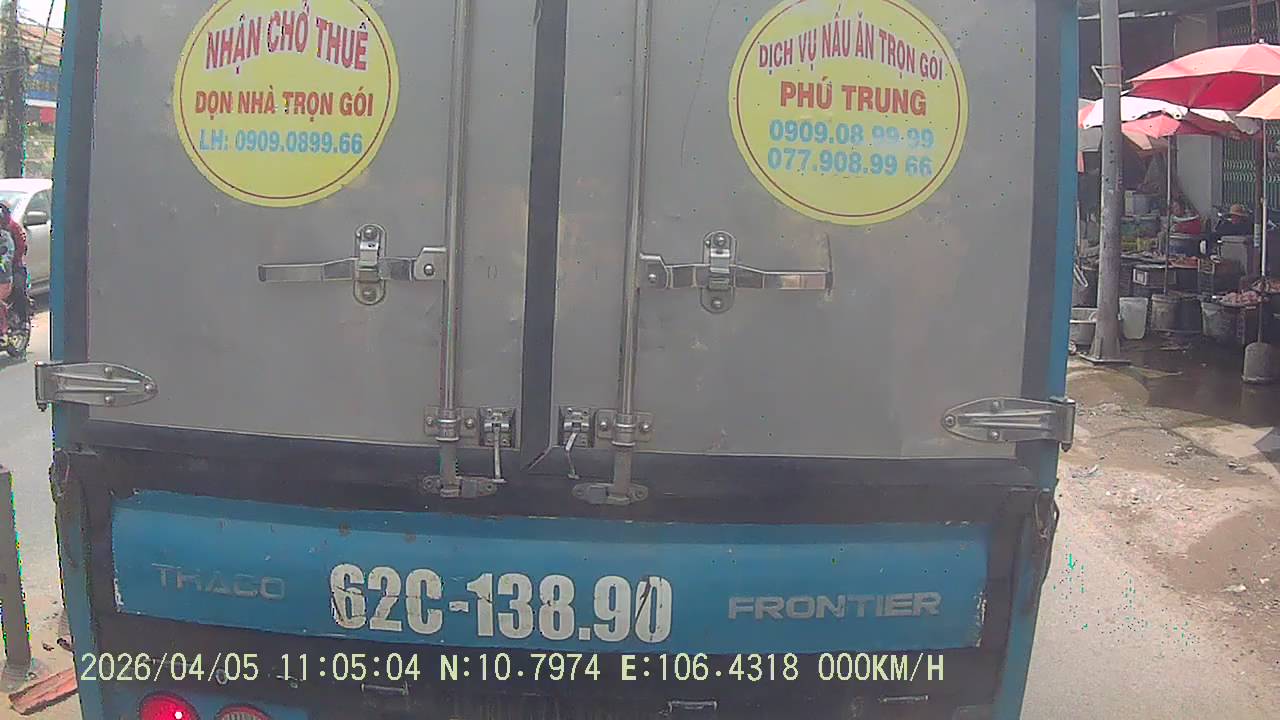 NHẬN CHỞ THUÊ
DỌN NHÀ TRỌN GÓI
LH: 0909.0899.66
DỊCH VỤ NẤU ĂN TRỌN GÓI
PHÚ TRUNG
0909.08 99.99
077.908.99 66
THACO
62C-138.90
FRONTIER
2026/04/05 11:05:04 N:10.7974 E:106.4318 000KM/H